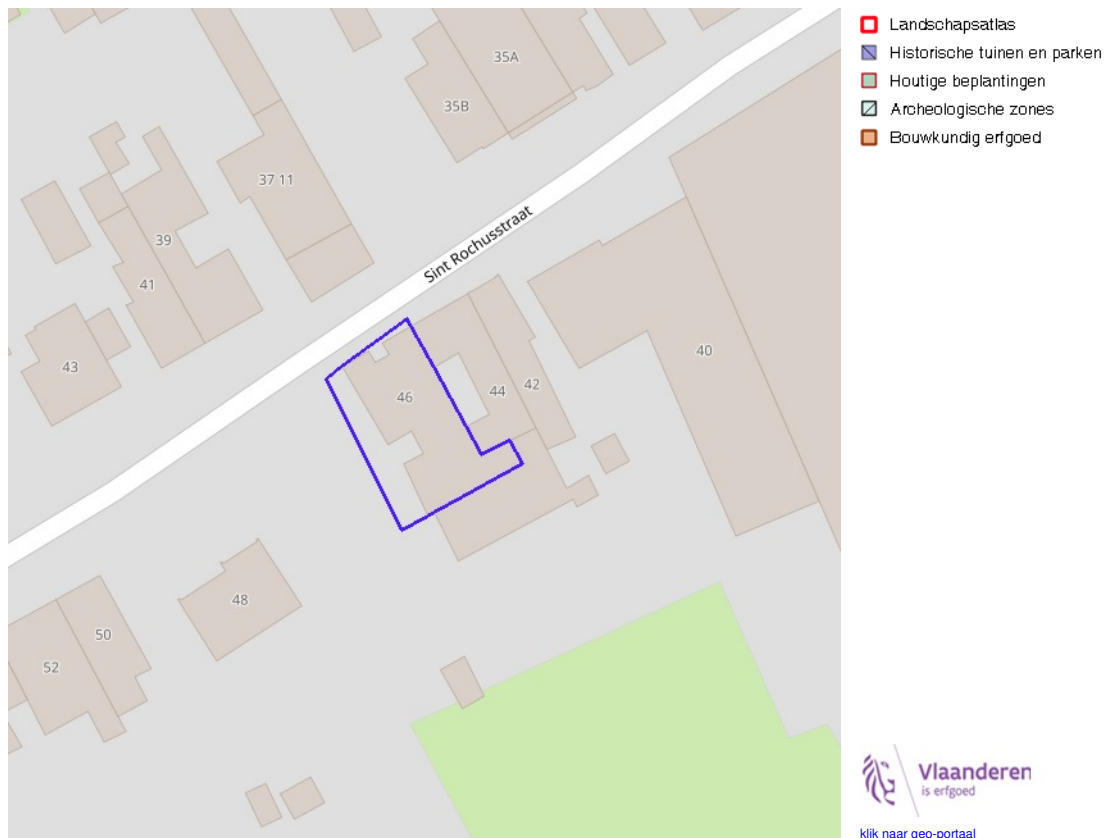 35A
35B
37 11
39
41
43
Sint Rochusstraat
40
42
44
46
48
50
52
Landschapsatlas
Historische tuinen en parken
Houtige beplantingen
Archeologische zones
Bouwkundig erfgoed
Vlaanderen
is erfgoed
klik naar geo-portaal